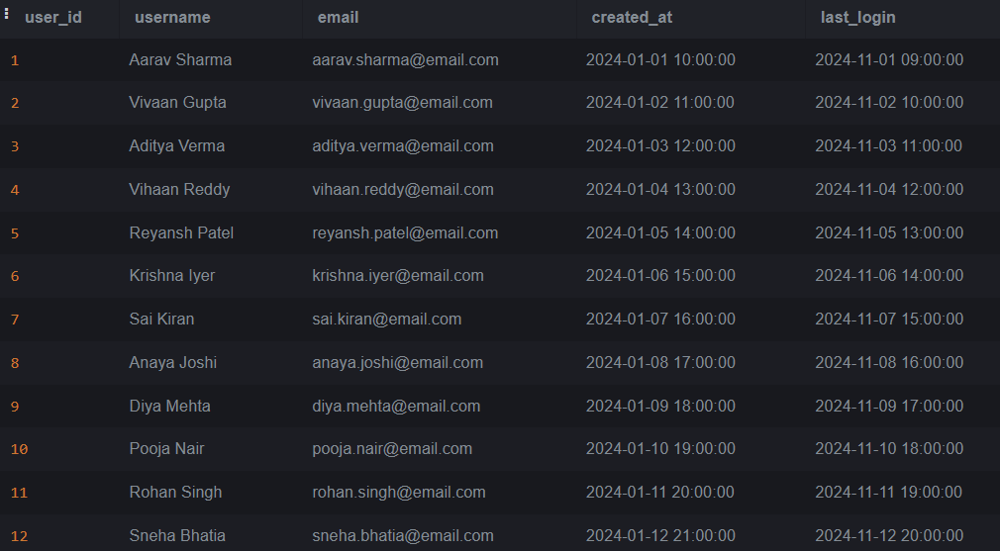 user_id username email created_at last_login
1 Aarav Sharma aarav.sharma@email.com 2024-01-01 10:00:00 2024-11-01 09:00:00
2 Vivaan Gupta vivaan.gupta@email.com 2024-01-02 11:00:00 2024-11-02 10:00:00
3 Aditya Verma aditya.verma@email.com 2024-01-03 12:00:00 2024-11-03 11:00:00
4 Vihaan Reddy vihaan.reddy@email.com 2024-01-04 13:00:00 2024-11-04 12:00:00
5 Reyansh Patel reyansh.patel@email.com 2024-01-05 14:00:00 2024-11-05 13:00:00
6 Krishna Iyer krishna.iyer@email.com 2024-01-06 15:00:00 2024-11-06 14:00:00
7 Sai Kiran sai.kiran@email.com 2024-01-07 16:00:00 2024-11-07 15:00:00
8 Anaya Joshi anaya.joshi@email.com 2024-01-08 17:00:00 2024-11-08 16:00:00
9 Diya Mehta diya.mehta@email.com 2024-01-09 18:00:00 2024-11-09 17:00:00
10 Pooja Nair pooja.nair@email.com 2024-01-10 19:00:00 2024-11-10 18:00:00
11 Rohan Singh rohan.singh@email.com 2024-01-11 20:00:00 2024-11-11 19:00:00
12 Sneha Bhatia sneha.bhatia@email.com 2024-01-12 21:00:00 2024-11-12 20:00:00